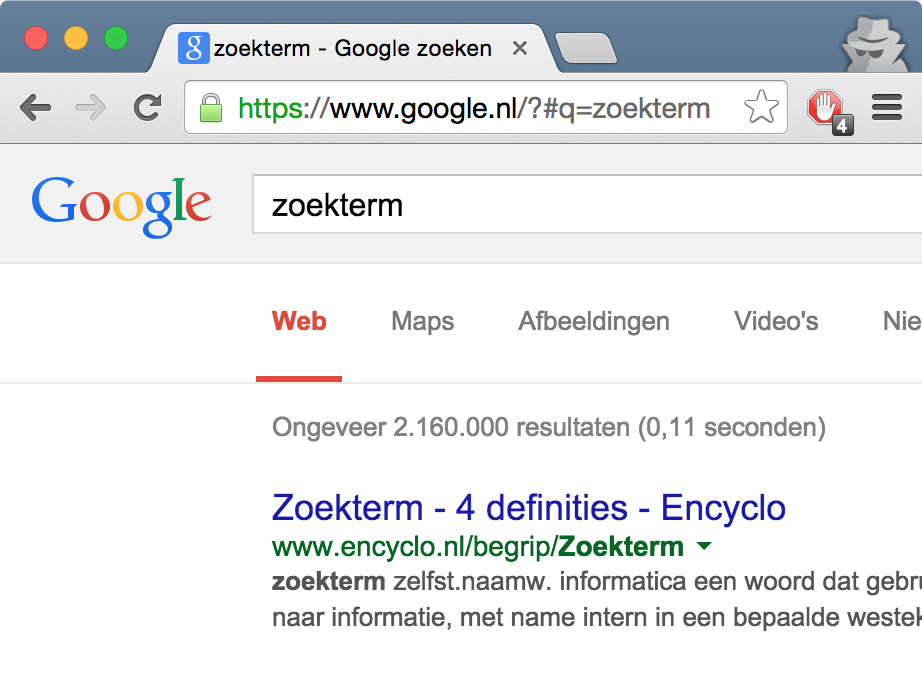 zoekterm - Google zoeken
https://www.google.nl/?#q=zoekterm
4
Google
zoekterm
Web Maps Afbeeldingen Video's Nie
Ongeveer 2.160.000 resultaten (0,11 seconden)
Zoekterm - 4 definities - Encyclo
www.encyclo.nl/begrip/Zoekterm
zoekterm zelfst.naamw. informatica een woord dat gebru
naar informatie, met name intern in een bepaalde westek